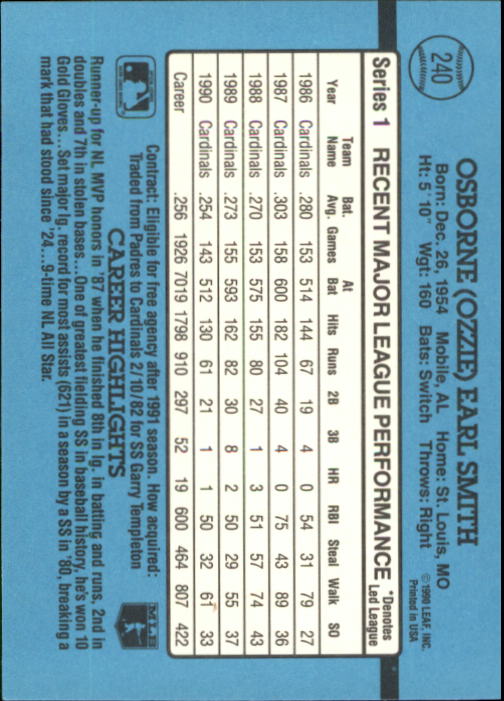 240
OSBORNE (OZZIE) EARL SMITH
Born: Dec. 26, 1954 Mobile, AL Home: St. Louis, MO
Ht: 5' 10" Wgt: 160 Bats: Switch Throws: Right
© 1990 LEAF, INC.
Printed in USA
Series 1 RECENT MAJOR LEAGUE PERFORMANCE *Denotes Led League
Year Team Name Bat. Avg. Games At Bat Hits Runs 2B 3B HR RBI Steal Walk SO
1986 Cardinals .280 153 514 144 67 19 4 0 54 31 79 27
1987 Cardinals .303 158 600 182 104 40 4 0 75 43 89 36
1988 Cardinals .270 153 575 155 80 27 1 3 51 57 74 43
1989 Cardinals .273 155 593 162 82 30 8 2 50 29 55 37
1990 Cardinals .254 143 512 130 61 21 1 1 50 32 61 33
Career .256 1926 7019 1798 910 297 52 19 600 464 807 422
Contract: Eligible for free agency after 1991 season. How acquired:
Traded from Padres to Cardinals 2/10/82 for SS Garry Templeton
CAREER HIGHLIGHTS
MLB
Runner-up for NL MVP honors in '87 when he finished 8th in lg. in batting and runs, 2nd in
doubles and 7th in stolen bases...One of greatest fielding SS in baseball history, he's won 10
Gold Gloves...Set major lg. record for most assists (621) in a season by a SS in '80, breaking a
mark that had stood since '24...9-time NL All Star.